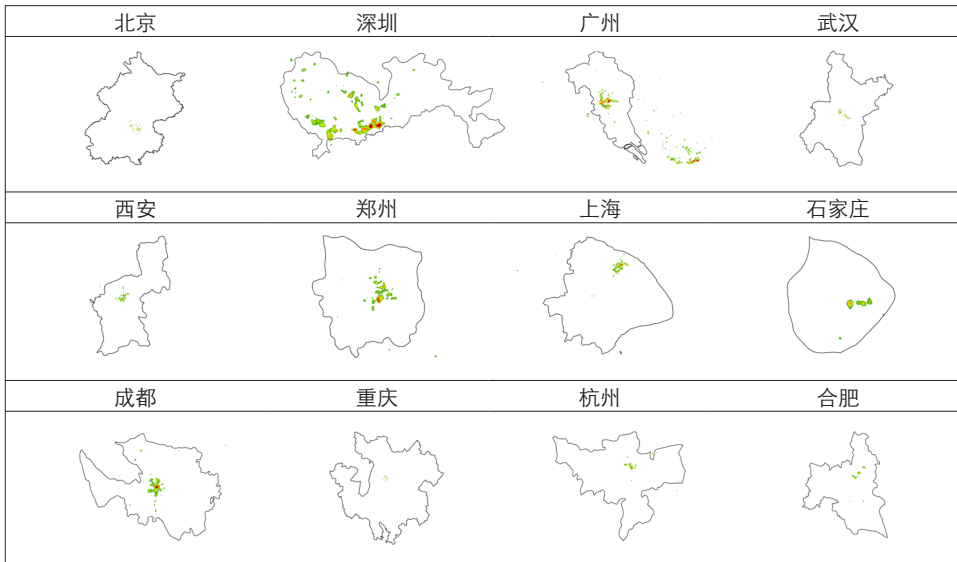 北京 深圳 广州 武汉
西安 郑州 上海 石家庄
成都 重庆 杭州 合肥